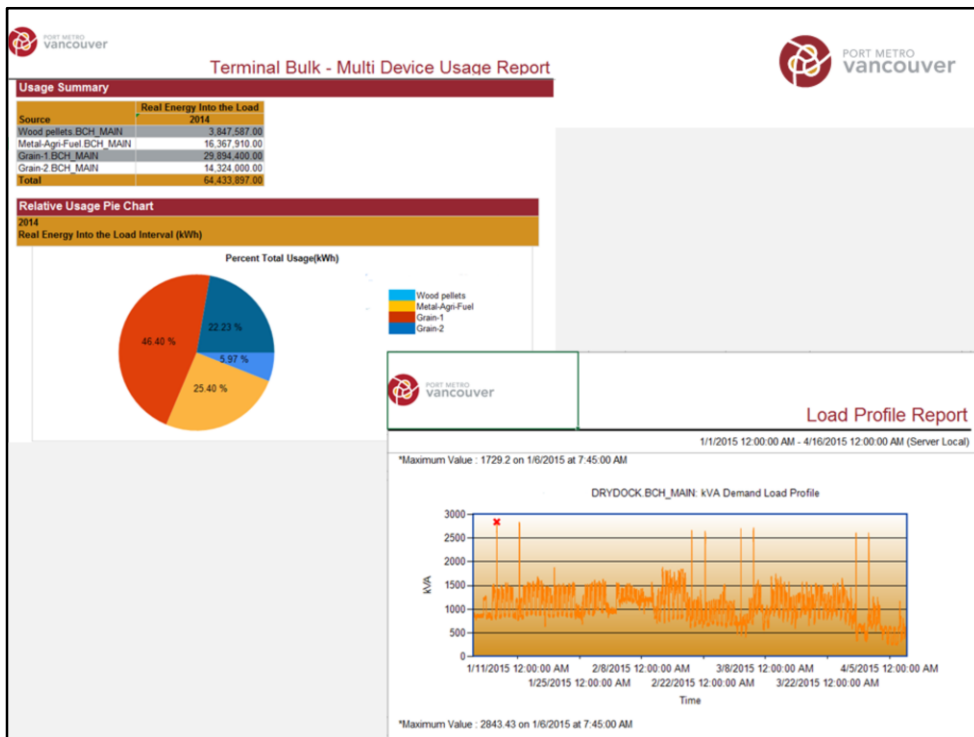 PORT METRO
vancouver
PORT METRO
vancouver
Terminal Bulk - Multi Device Usage Report
Usage Summary
Real Energy Into the Load
Source 2014
Wood pellets.BCH_MAIN 3,847,587.00
Metal-Agri-Fuel.BCH_MAIN 16,367,910.00
Grain-1.BCH_MAIN 29,894,400.00
Grain-2.BCH_MAIN 14,324,000.00
Total 64,433,897.00
Relative Usage Pie Chart
2014
Real Energy Into the Load Interval (kWh)
Percent Total Usage(kWh)
22.23 %
46.40 %
5.97 %
25.40 %
Wood pellets
Metal-Agri-Fuel
Grain-1
Grain-2
PORT METRO
vancouver
Load Profile Report
1/1/2015 12:00:00 AM - 4/16/2015 12:00:00 AM (Server Local)
*Maximum Value : 1729.2 on 1/6/2015 at 7:45:00 AM
DRYDOCK.BCH_MAIN: kVA Demand Load Profile
3000
2500
2000
1500
1000
500
0
kVA
1/11/2015 12:00:00 AM 2/8/2015 12:00:00 AM 3/8/2015 12:00:00 AM 4/5/2015 12:00:00 AM
1/25/2015 12:00:00 AM 2/22/2015 12:00:00 AM 3/22/2015 12:00:00 AM
Time
*Maximum Value : 2843.43 on 1/6/2015 at 7:45:00 AM